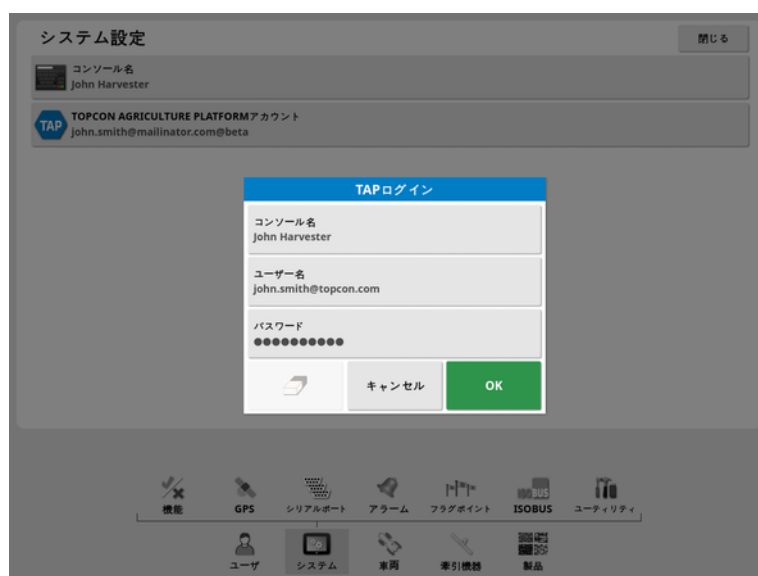 システム設定
閉じる
コンソール名
John Harvester
TAP
TOPCON AGRICULTURE PLATFORMアカウント
john.smith@mailinator.com@beta
TAPログイン
コンソール名
John Harvester
ユーザー名
john.smith@topcon.com
パスワード
●●●●●●●●●●
キャンセル OK
機能 GPS シリアルポート アラーム フラグポイント ISOBUS ユーティリティ
ユーザ システム 車両 牽引機器 製品